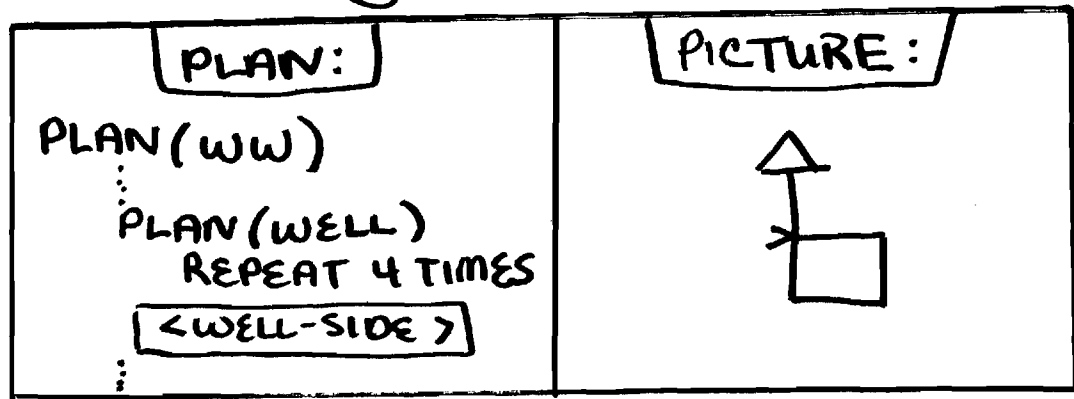 PLAN:
PLAN(WW)
PLAN(WELL)
REPEAT 4 TIMES
<WELL-SIDE>
PICTURE: